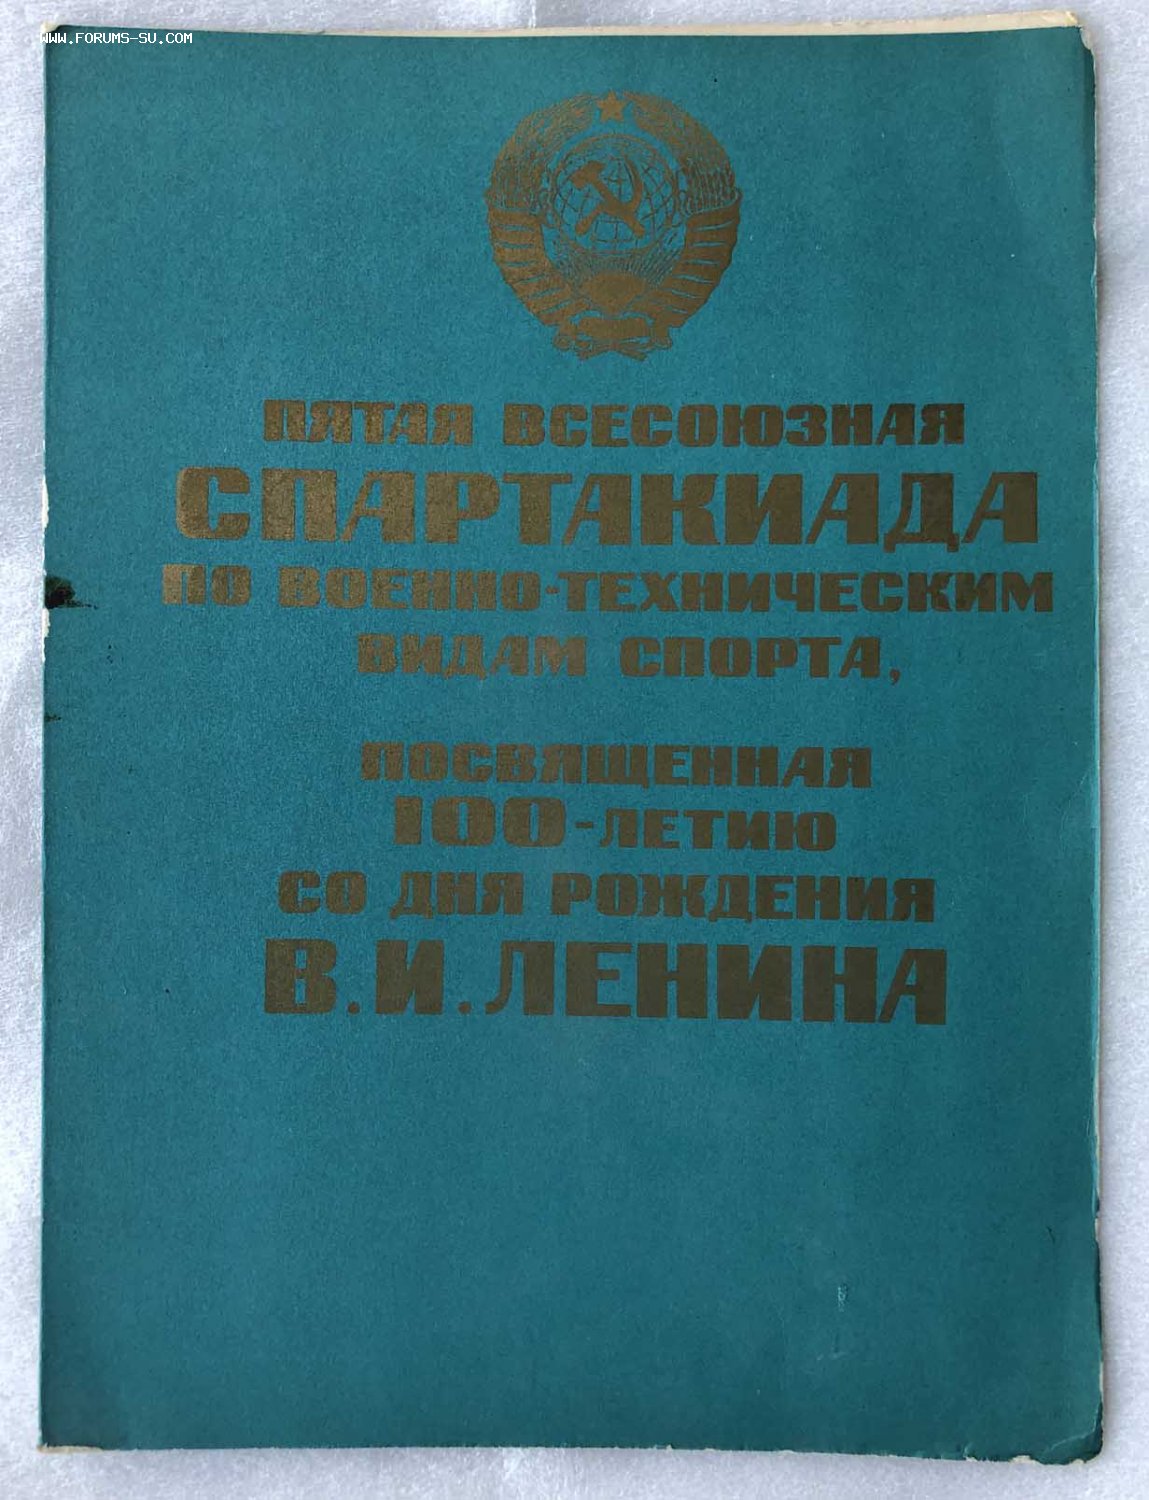 WWW.FORUMS-SU.COM
ПЯТАЯ ВСЕСОЮЗНАЯ
СПАРТАКИАДА
ПО ВОЕННО-ТЕХНИЧЕСКИМ
ВИДАМ СПОРТА,
ПОСВЯЩЕННАЯ
100-ЛЕТИЮ
СО ДНЯ РОЖДЕНИЯ
В.И.ЛЕНИНА